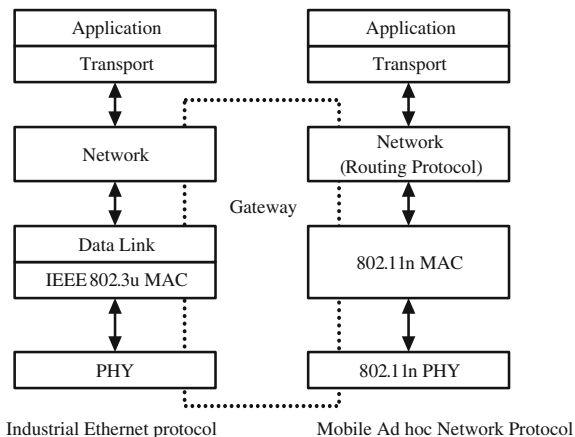 Application
Transport
Network
Data Link
IEEE 802.3u MAC
PHY
Industrial Ethernet protocol
Gateway
Application
Transport
Network
(Routing Protocol)
802.11n MAC
802.11n PHY
Mobile Ad hoc Network Protocol